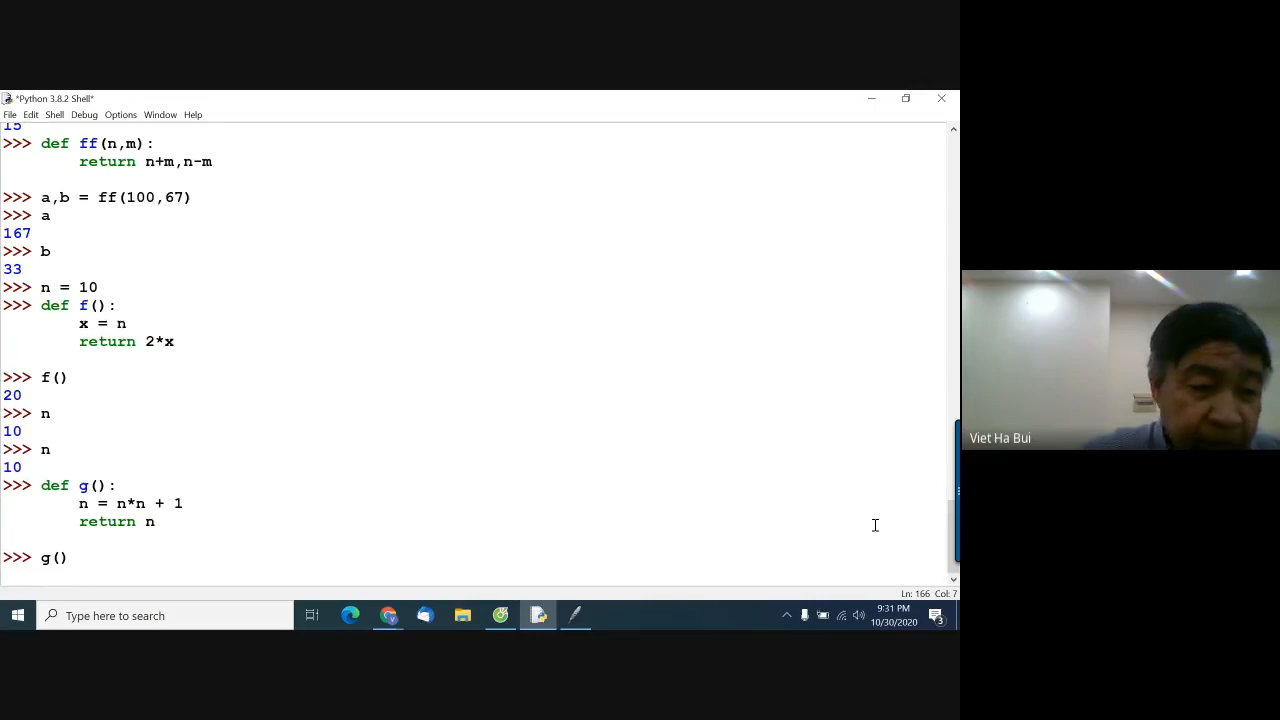 *Python 3.8.2 Shell*
File Edit Shell Debug Options Window Help
15
>>> def ff(n,m):
        return n+m,n-m
>>> a,b = ff(100,67)
>>> a
167
>>> b
33
>>> n = 10
>>> def f():
        x = n
        return 2*x
>>> f()
20
>>> n
10
>>> n
10
>>> def g():
        n = n*n + 1
        return n
>>> g()
Viet Ha Bui
Ln: 166 Col: 7
Type here to search
9:31 PM
10/30/2020
3